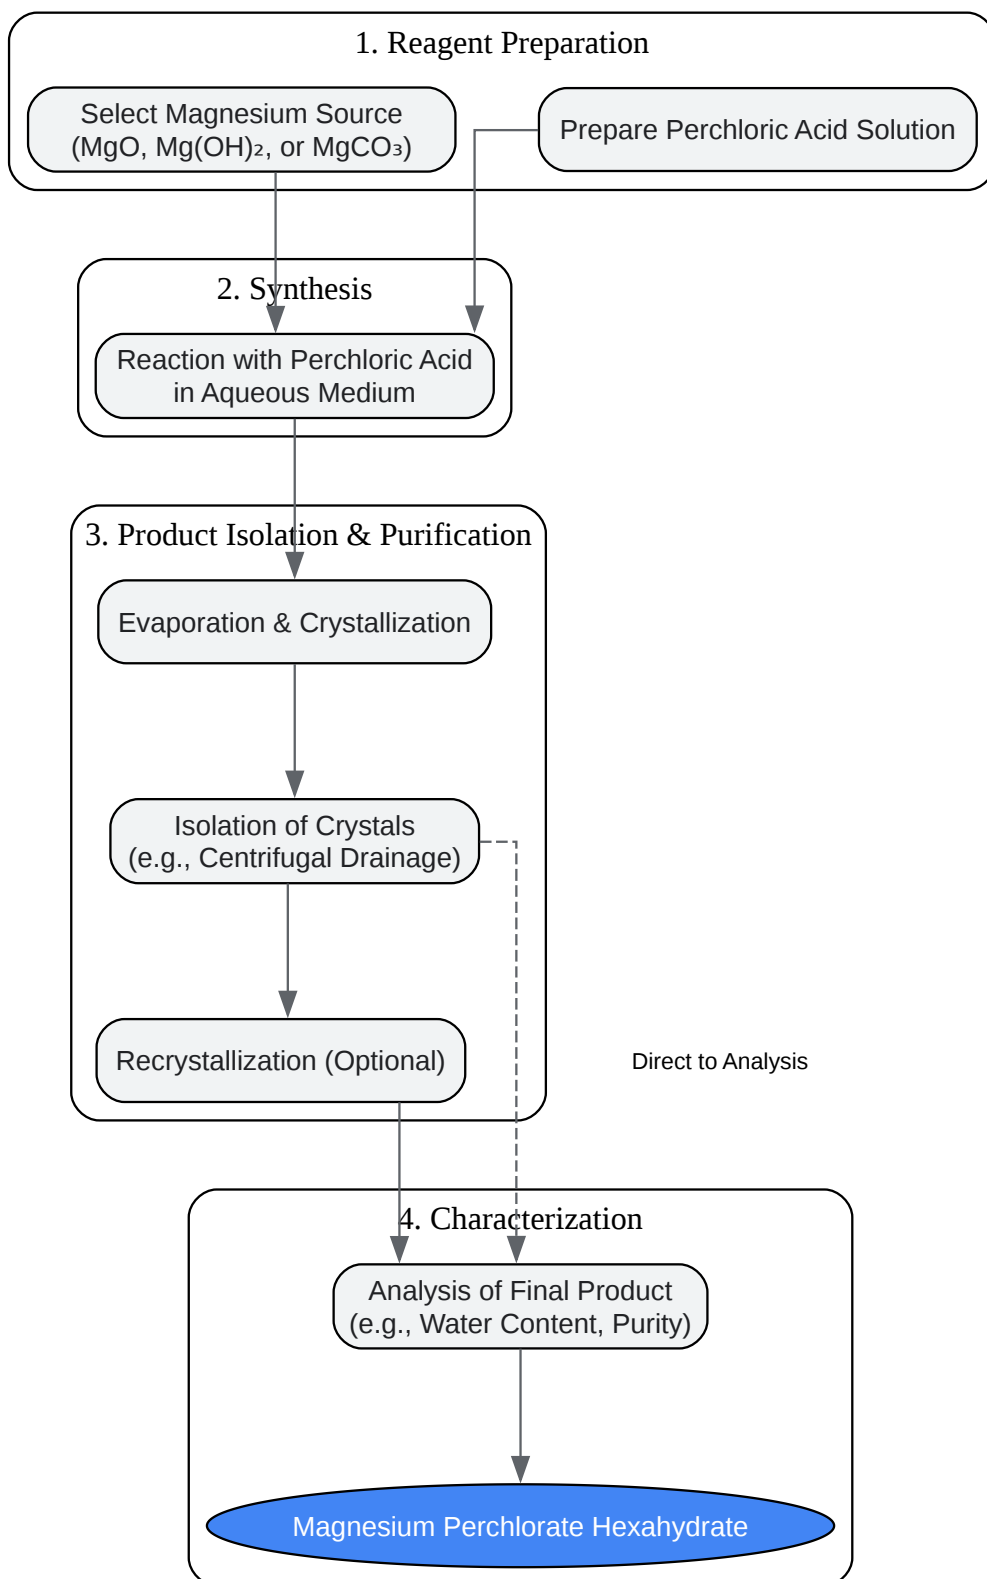 1. Reagent Preparation
Select Magnesium Source
(MgO, Mg(OH)₂, or MgCO₃)
Prepare Perchloric Acid Solution
2. Synthesis
Reaction with Perchloric Acid
in Aqueous Medium
3. Product Isolation & Purification
Evaporation & Crystallization
Isolation of Crystals
(e.g., Centrifugal Drainage)
Recrystallization (Optional)
Direct to Analysis
4. Characterization
Analysis of Final Product
(e.g., Water Content, Purity)
Magnesium Perchlorate Hexahydrate